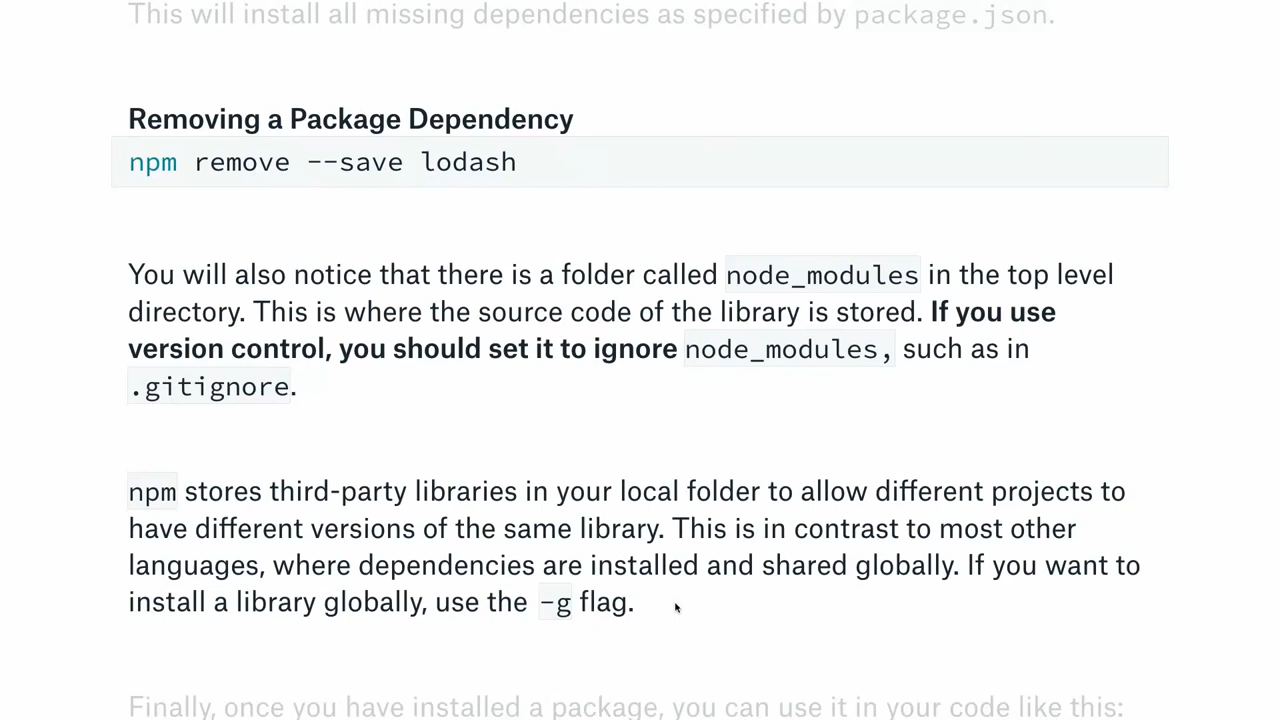 This will install all missing dependencies as specified by package.json.
Removing a Package Dependency
npm remove --save lodash
You will also notice that there is a folder called node_modules in the top level
directory. This is where the source code of the library is stored. If you use
version control, you should set it to ignore node_modules, such as in
.gitignore.
npm stores third-party libraries in your local folder to allow different projects to
have different versions of the same library. This is in contrast to most other
languages, where dependencies are installed and shared globally. If you want to
install a library globally, use the -g flag.
Finally, once you have installed a package, you can use it in your code like this: